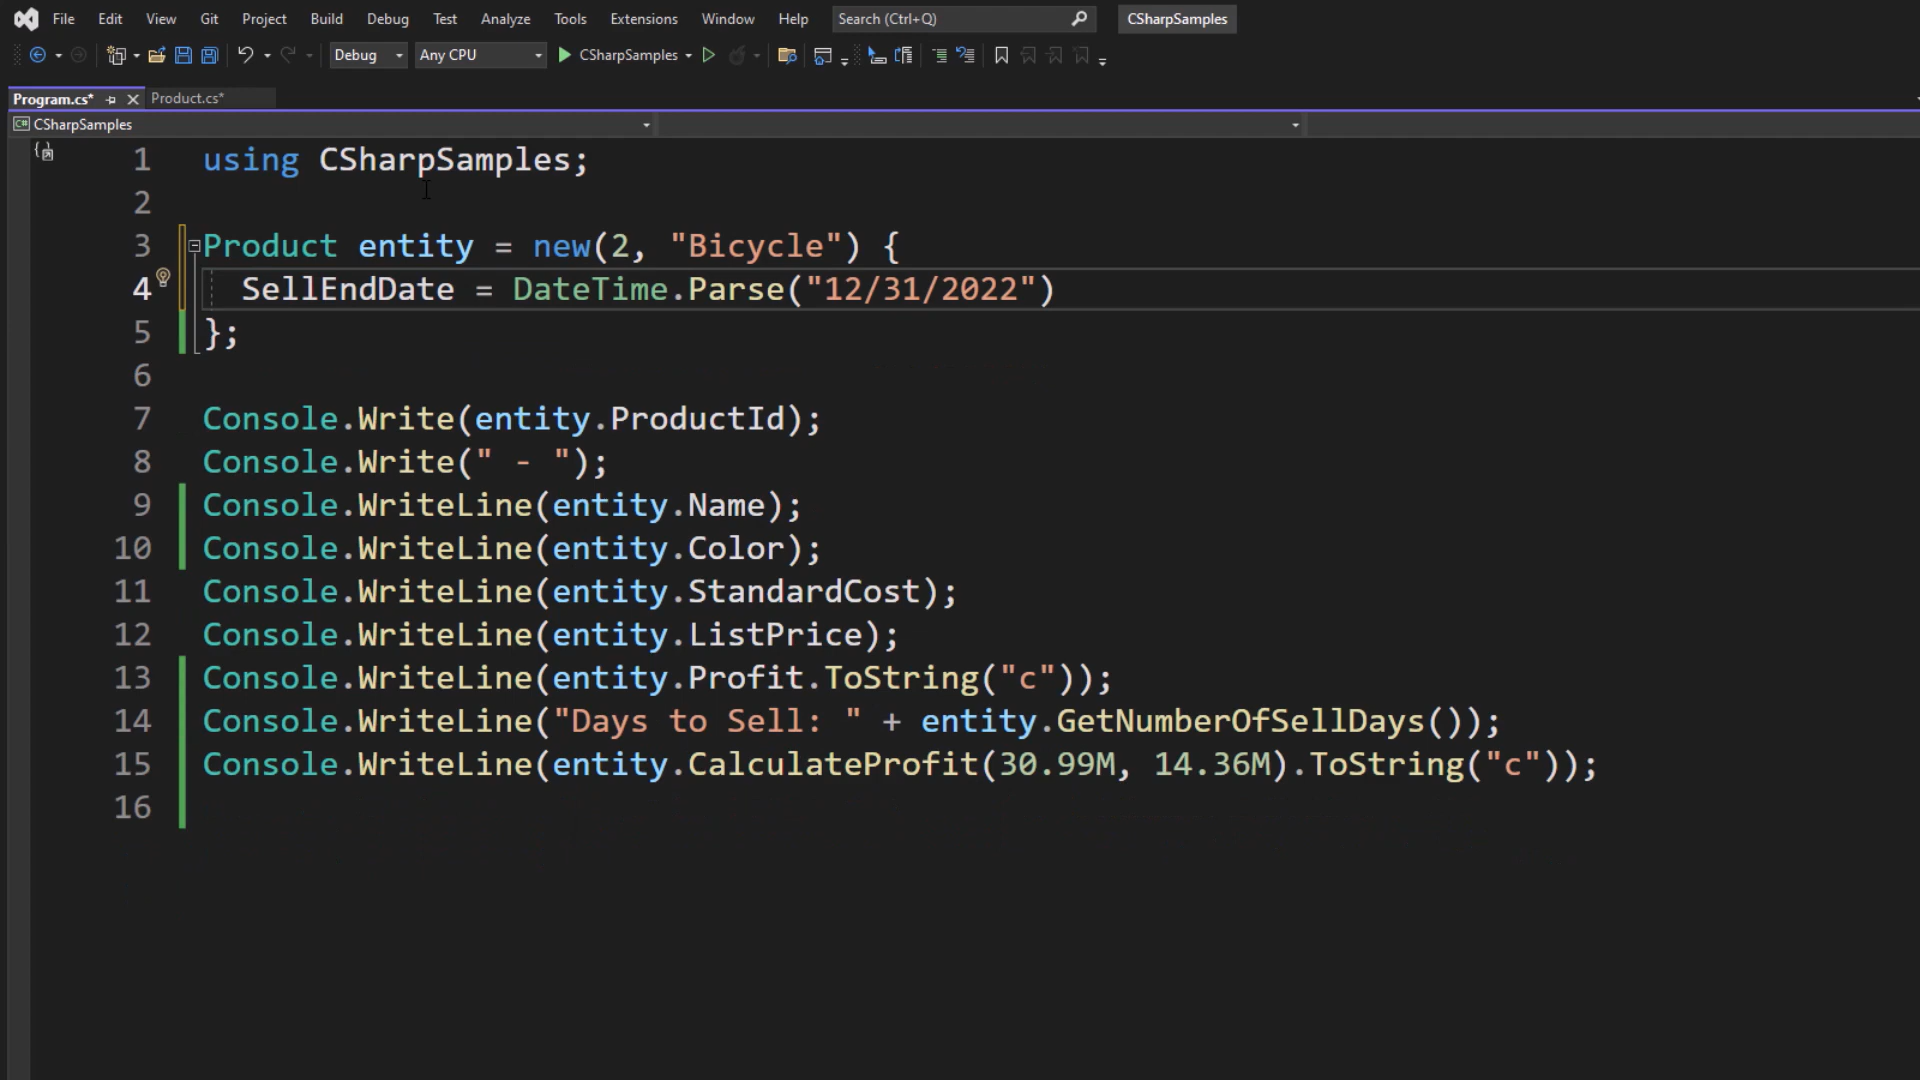 File Edit View Git Project Build Debug Test Analyze Tools Extensions Window Help Search (Ctrl+Q) CSharpSamples
Debug Any CPU CSharpSamples
Program.cs* Product.cs*
C# CSharpSamples
1 using CSharpSamples;
2
3 Product entity = new(2, "Bicycle") {
4 SellEndDate = DateTime.Parse("12/31/2022")
5 };
6
7 Console.Write(entity.ProductId);
8 Console.Write(" - ");
9 Console.WriteLine(entity.Name);
10 Console.WriteLine(entity.Color);
11 Console.WriteLine(entity.StandardCost);
12 Console.WriteLine(entity.ListPrice);
13 Console.WriteLine(entity.Profit.ToString("c"));
14 Console.WriteLine("Days to Sell: " + entity.GetNumberOfSellDays());
15 Console.WriteLine(entity.CalculateProfit(30.99M, 14.36M).ToString("c"));
16